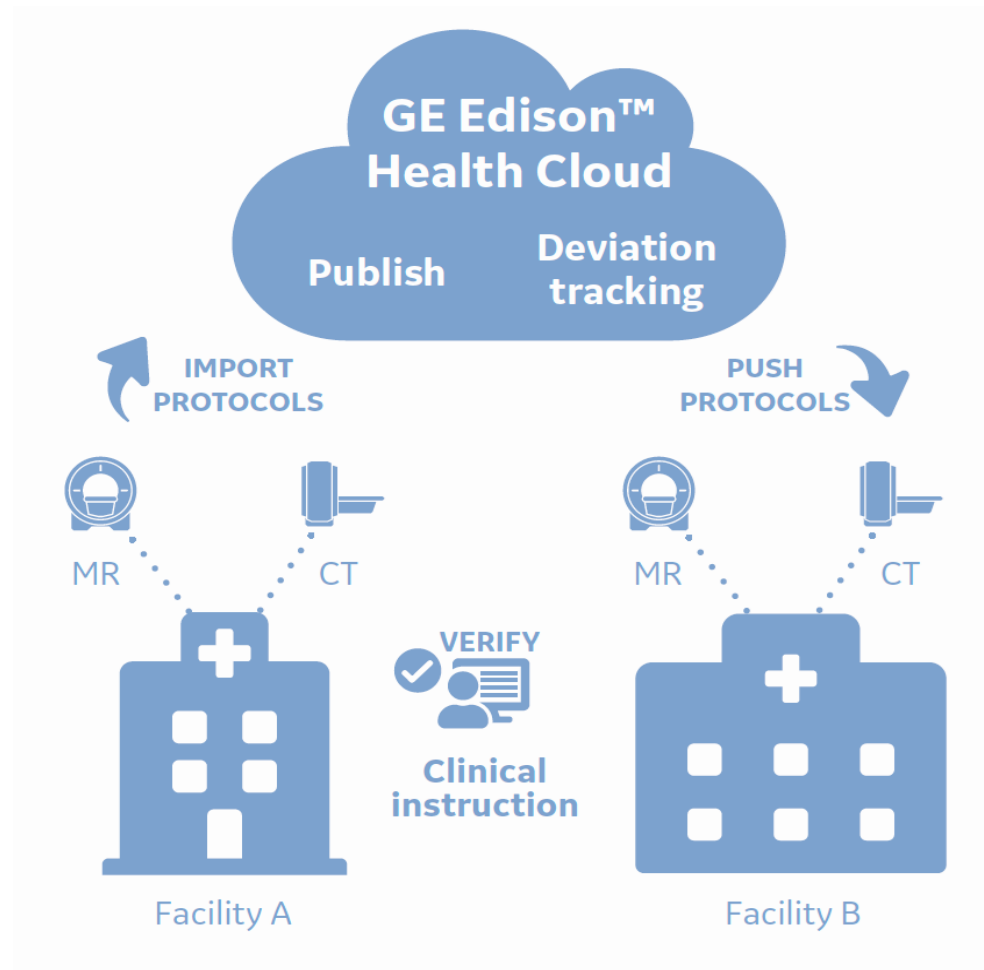 GE Edison™
Health Cloud
Publish
Deviation
tracking
IMPORT
PROTOCOLS
PUSH
PROTOCOLS
MR
CT
MR
CT
VERIFY
Clinical
instruction
Facility A
Facility B